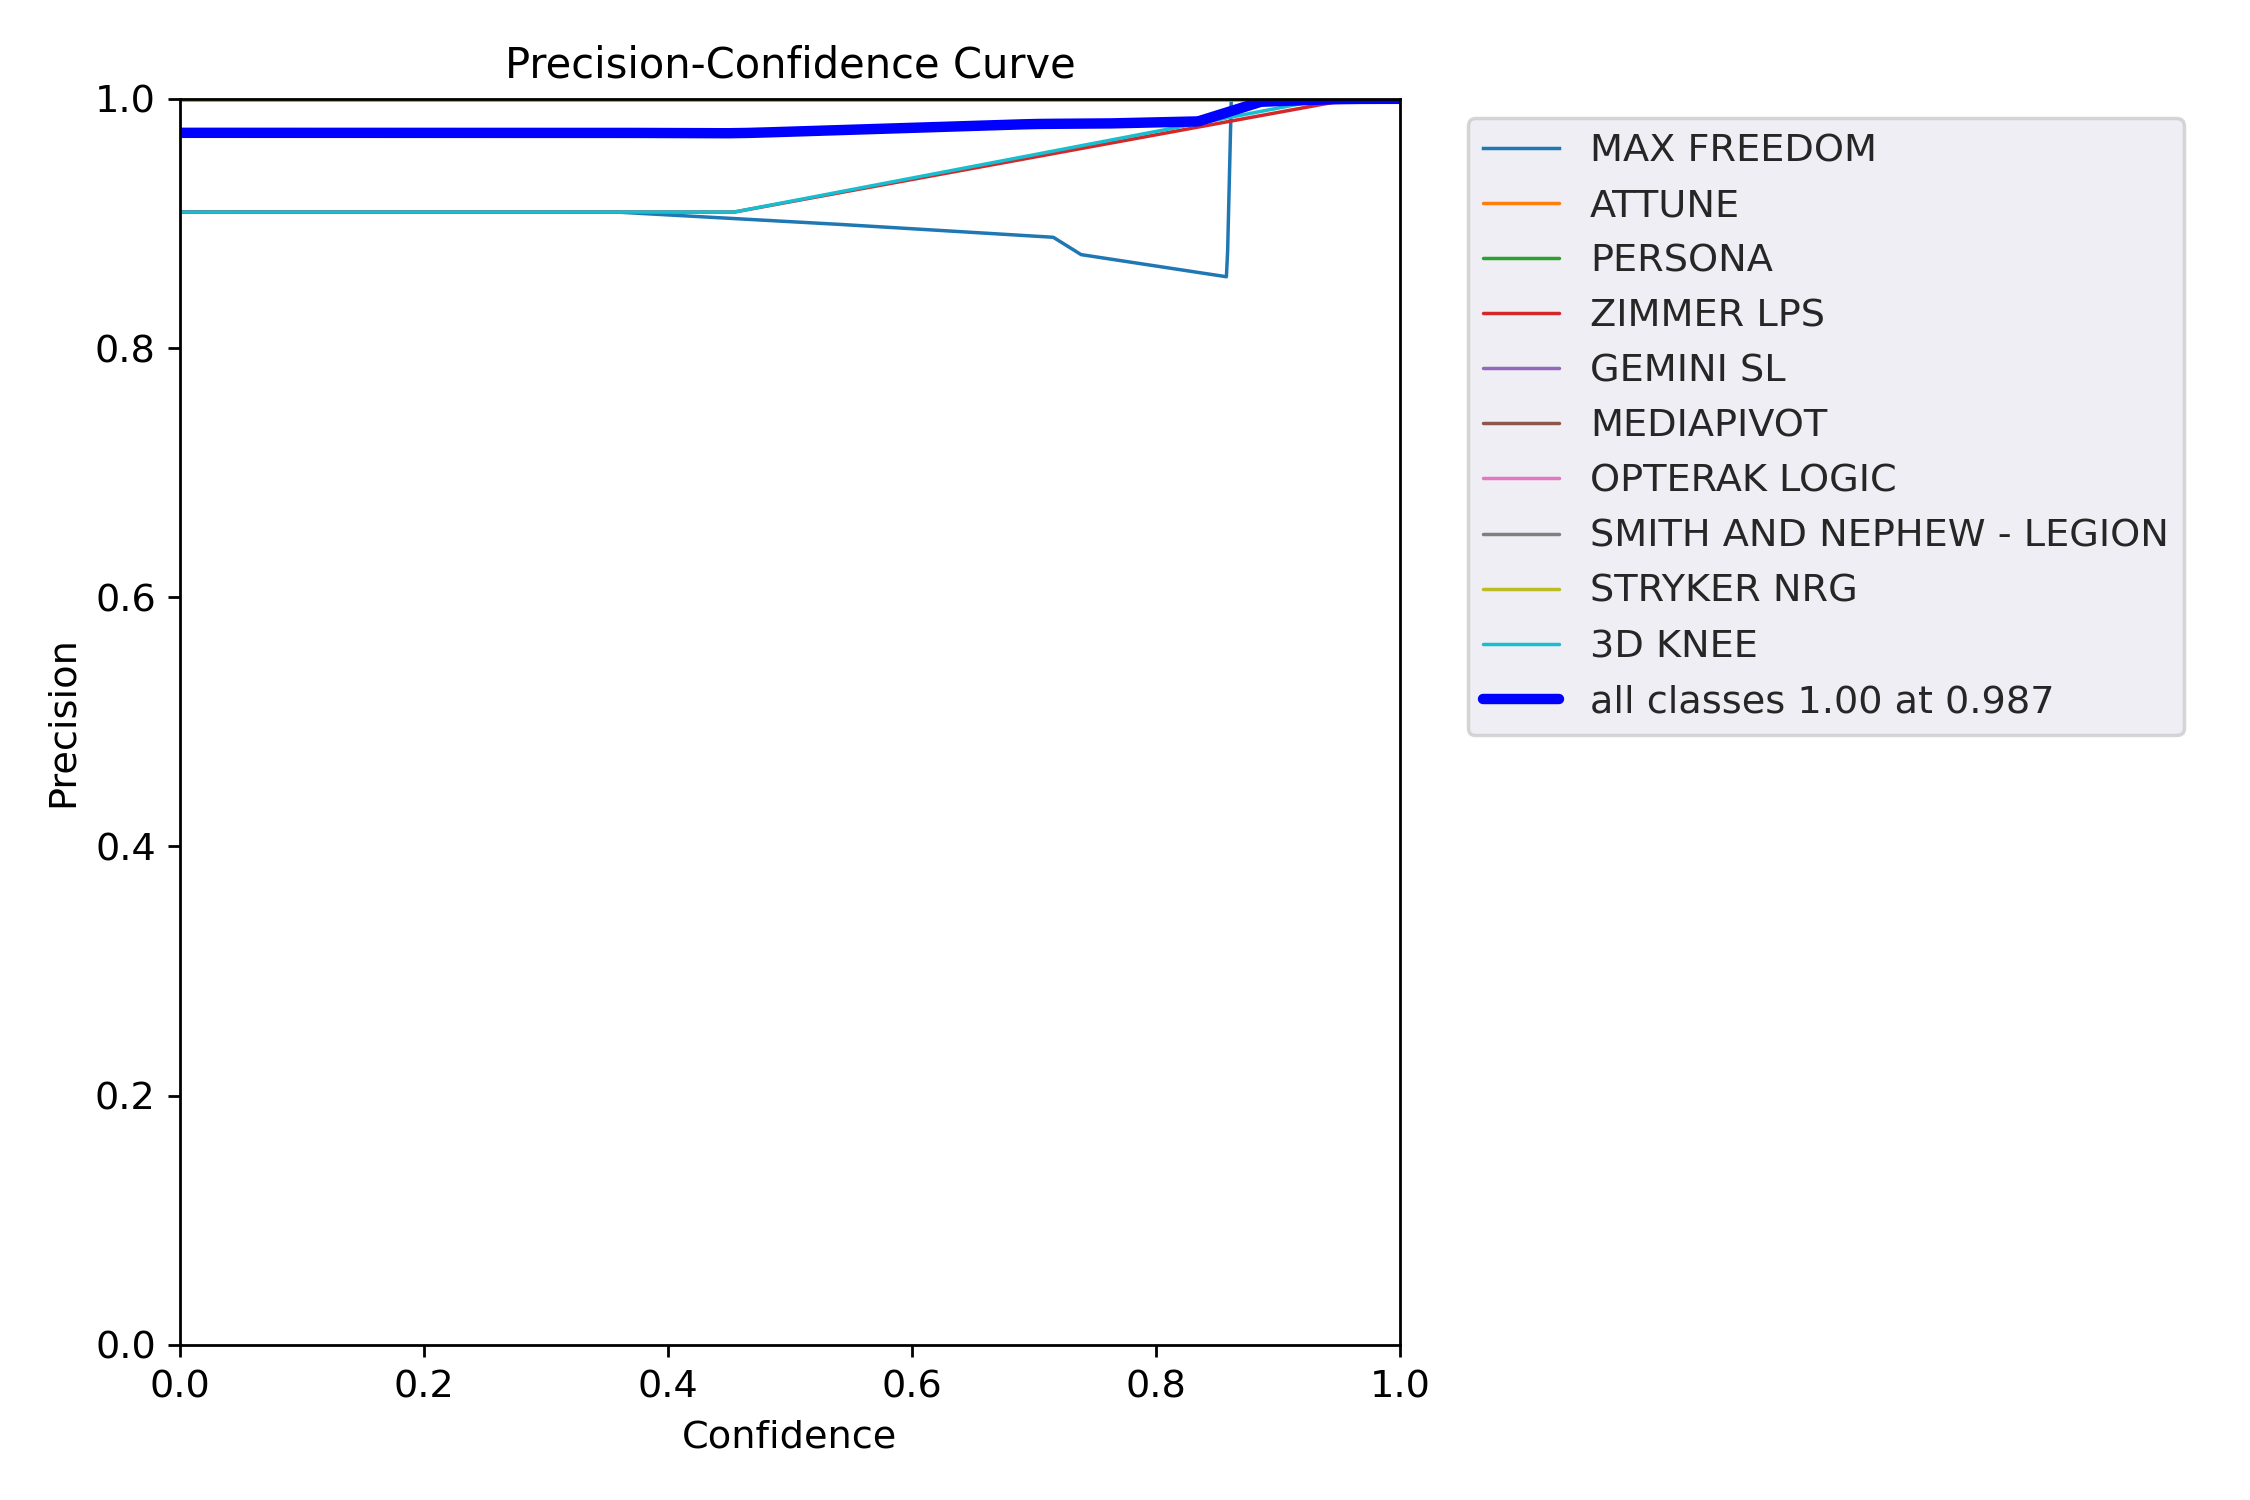 Precision-Confidence Curve
1.0
0.8
0.6
0.4
0.2
0.0
Precision
0.0 0.2 0.4 0.6 0.8 1.0
Confidence
MAX FREEDOM
ATTUNE
PERSONA
ZIMMER LPS
GEMINI SL
MEDIAPIVOT
OPTERAK LOGIC
SMITH AND NEPHEW - LEGION
STRYKER NRG
3D KNEE
all classes 1.00 at 0.987